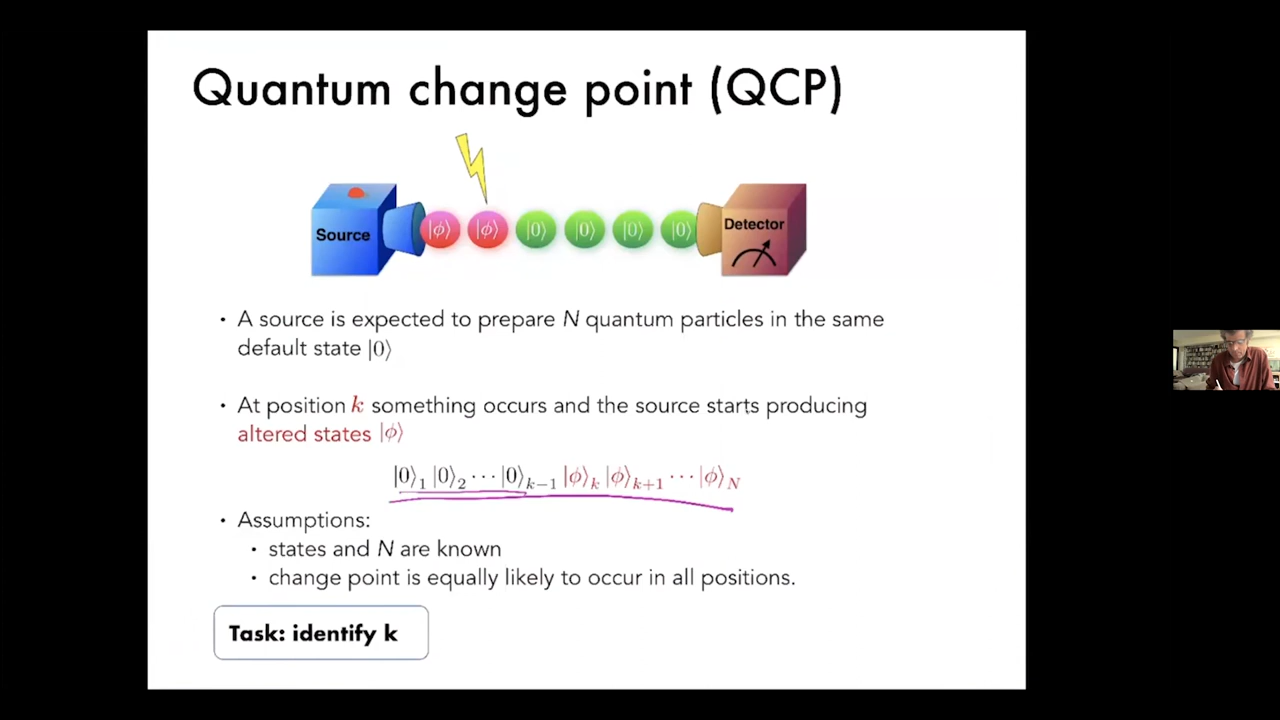 Quantum change point (QCP)
Source |ϕ⟩ |ϕ⟩ |0⟩ |0⟩ |0⟩ |0⟩ Detector
• A source is expected to prepare N quantum particles in the same
default state |0⟩
• At position k something occurs and the source starts producing
altered states |ϕ⟩
|0⟩₁ |0⟩₂ ⋯ |0⟩ₖ₋₁ |ϕ⟩ₖ |ϕ⟩ₖ₊₁ ⋯ |ϕ⟩_N
• Assumptions:
• states and N are known
• change point is equally likely to occur in all positions.
Task: identify k